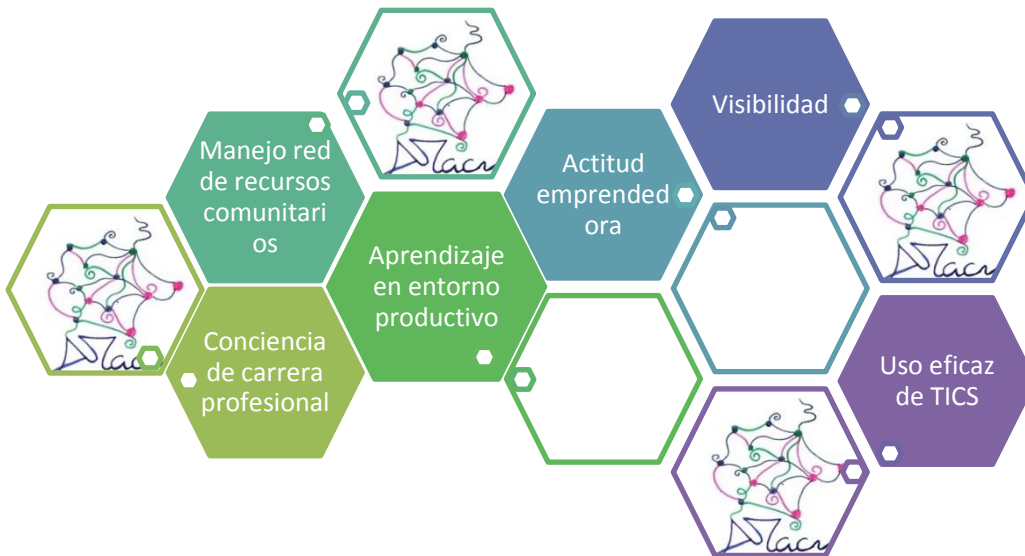 Manejo red
de recursos
comunitari
os
Conciencia
de carrera
profesional
Aprendizaje
en entorno
productivo
Actitud
emprended
ora
Visibilidad
Uso eficaz
de TICS